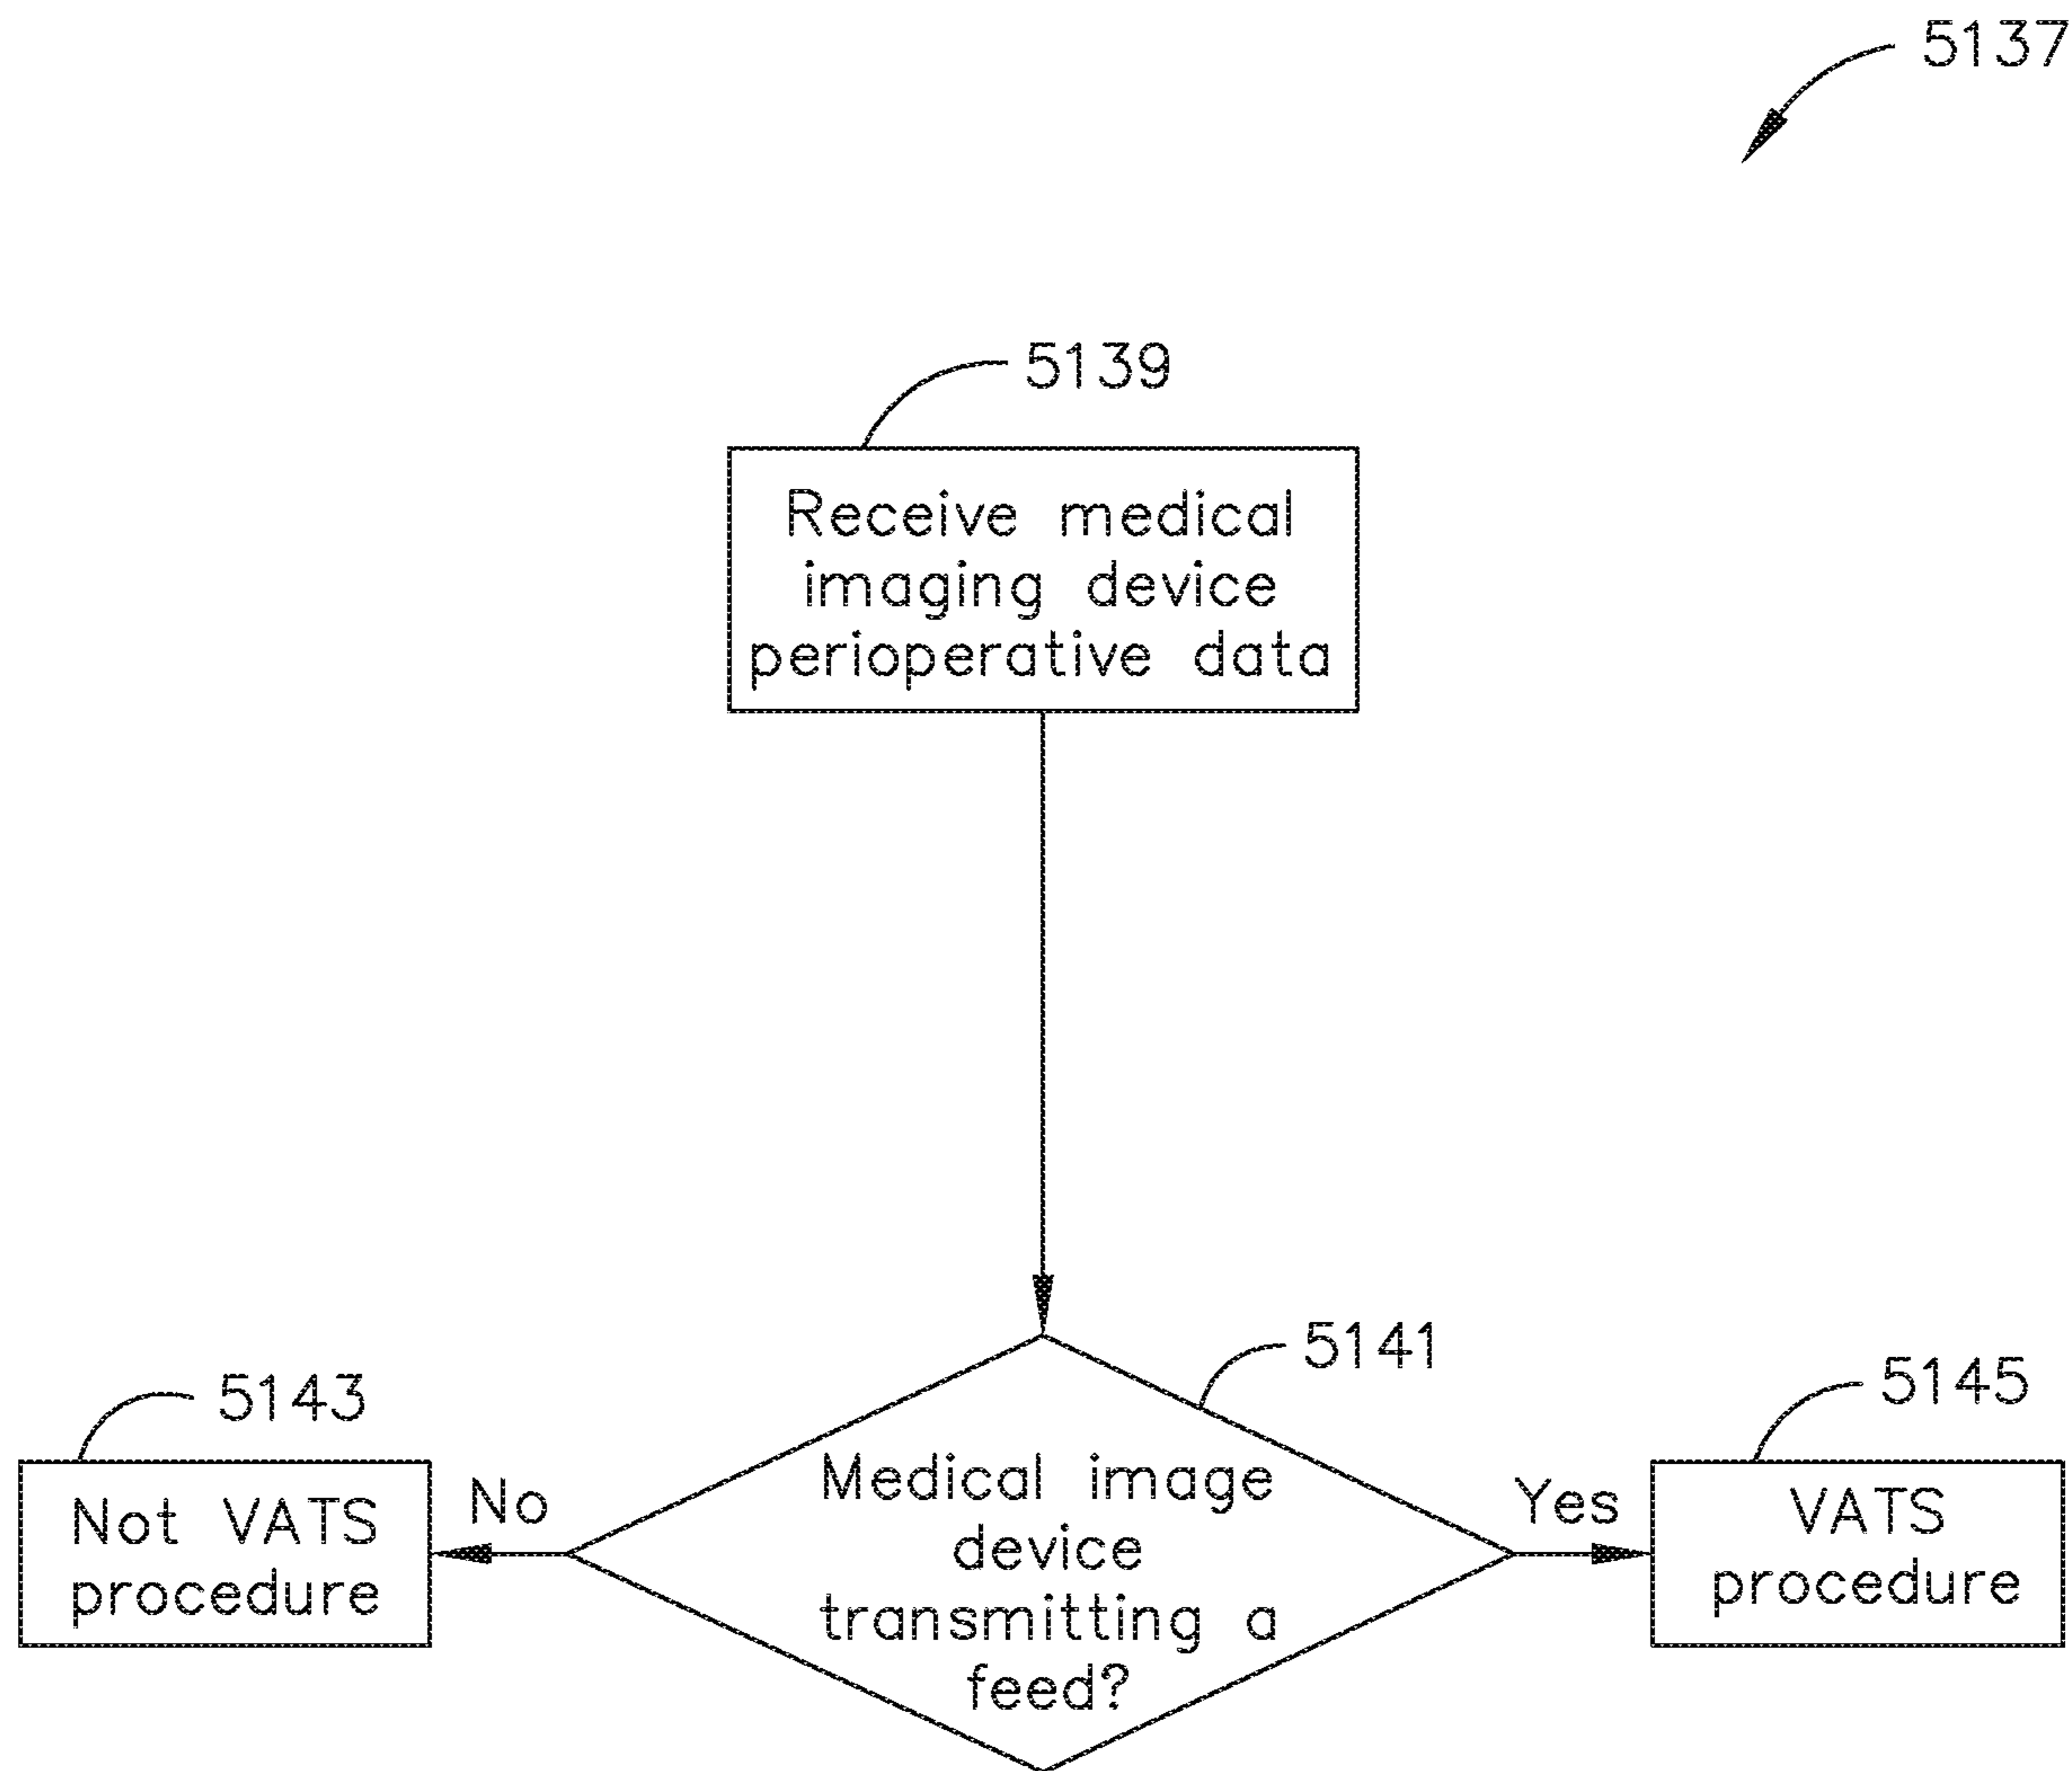 5137
5139
Receive medical
imaging device
perioperative data
5141
5143
5145
Medical image
device
transmitting a
feed?
No
Not VATS
procedure
Yes
VATS
procedure